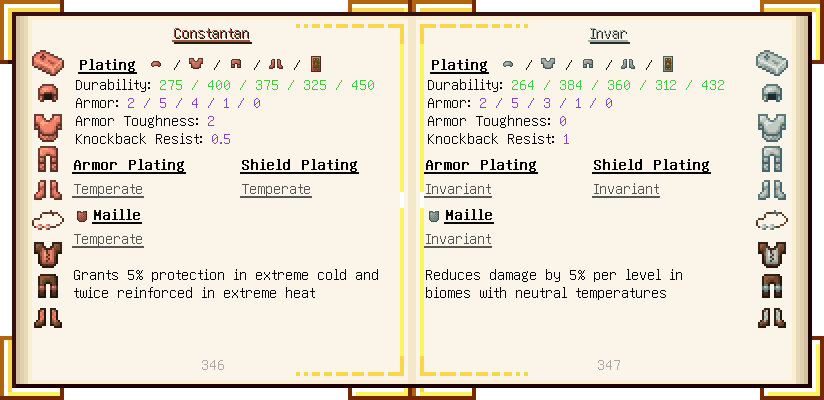 Constantan
Plating / / / /
Durability: 275 / 400 / 375 / 325 / 450
Armor: 2 / 5 / 4 / 1 / 0
Armor Toughness: 2
Knockback Resist: 0.5
Armor Plating Shield Plating
Temperate Temperate
Maille
Temperate
Grants 5% protection in extreme cold and
twice reinforced in extreme heat
346
Invar
Plating / / / /
Durability: 264 / 384 / 360 / 312 / 432
Armor: 2 / 5 / 3 / 1 / 0
Armor Toughness: 0
Knockback Resist: 1
Armor Plating Shield Plating
Invariant Invariant
Maille
Invariant
Reduces damage by 5% per level in
biomes with neutral temperatures
347